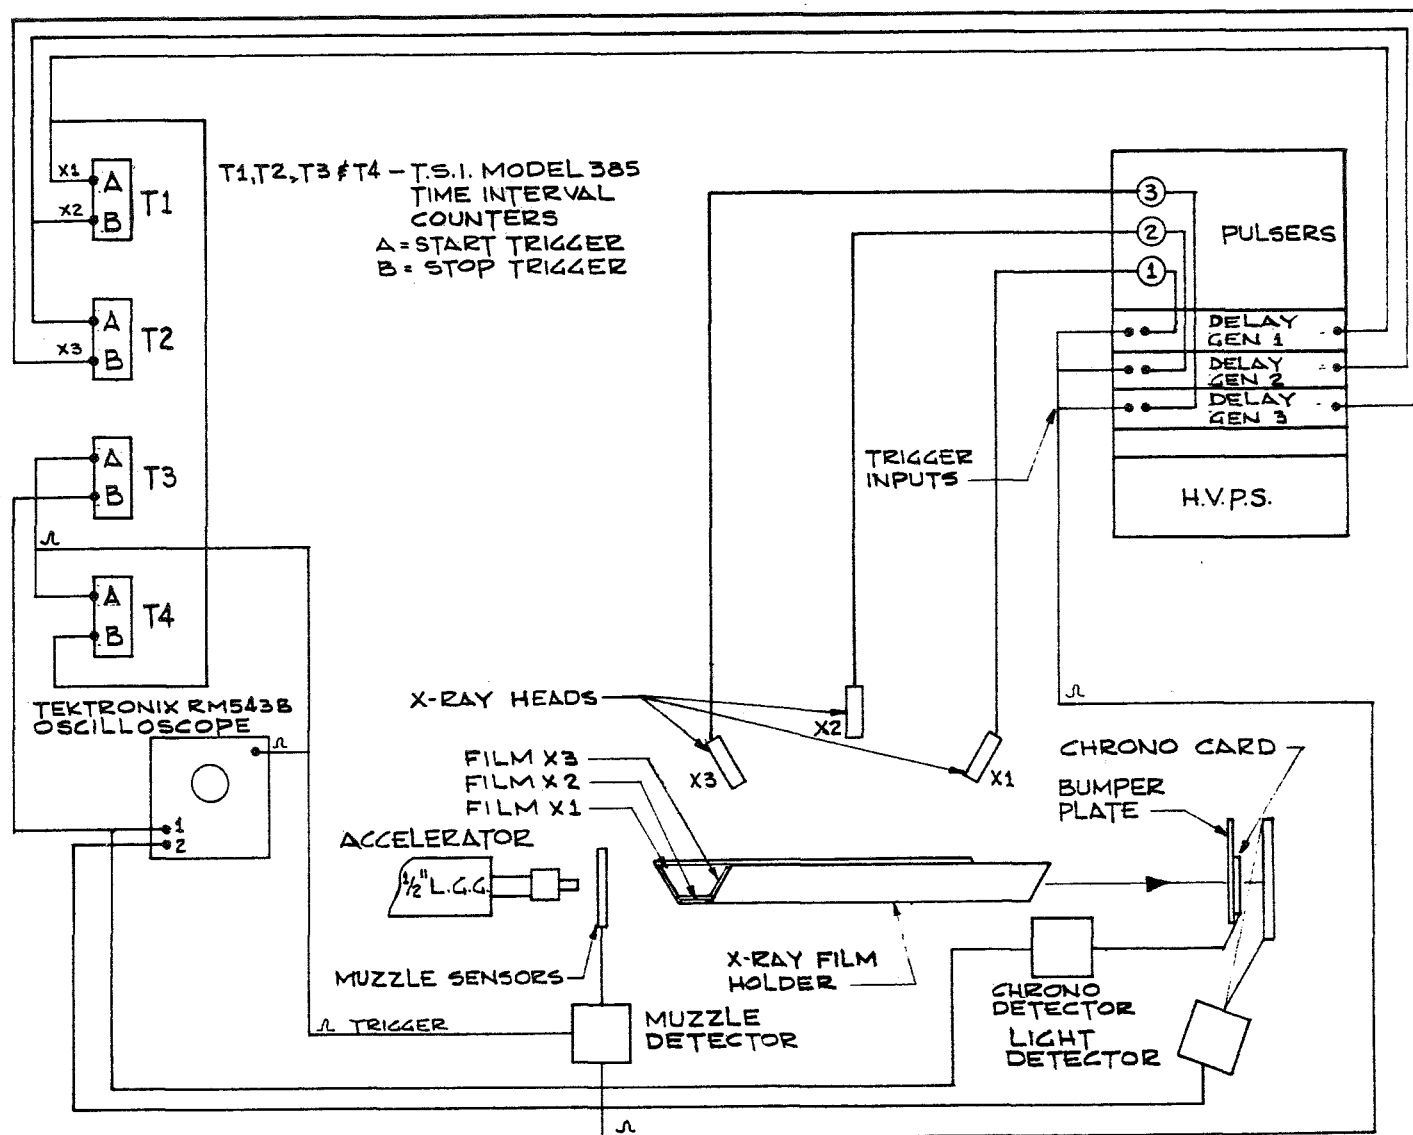 X1
A
X2
B
T1
T1,T2,T3 & T4 – T.S.I. MODEL 385
TIME INTERVAL
COUNTERS
A = START TRIGGER
B = STOP TRIGGER
3
2
1
PULSERS
DELAY
GEN 1
DELAY
GEN 2
DELAY
GEN 3
TRIGGER
INPUTS
H.V.P.S.
A
X3
B
T2
A
B
T3
A
B
T4
TEKTRONIX RM543B
OSCILLOSCOPE
1
2
X-RAY HEADS
X2
X3
X1
FILM X3
FILM X2
FILM X1
CHRONO CARD
BUMPER
PLATE
ACCELERATOR
1/2" L.G.G.
MUZZLE SENSORS
X-RAY FILM
HOLDER
CHRONO
DETECTOR
LIGHT
DETECTOR
TRIGGER
MUZZLE
DETECTOR